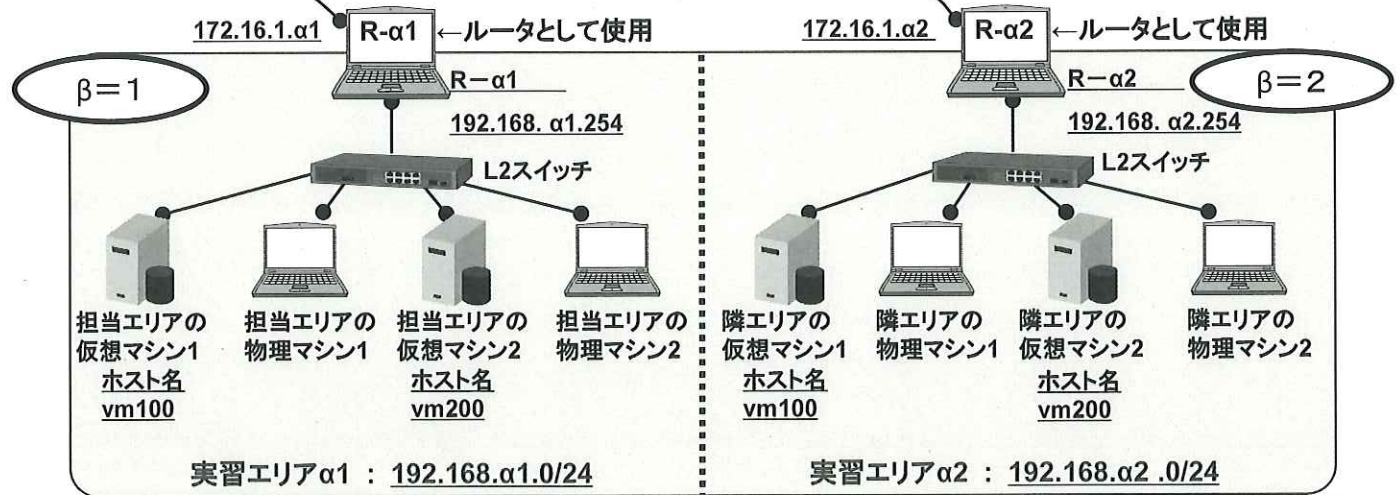 172.16.1.α1
R-α1
←ルータとして使用
β=1
R-α1
192.168. α1.254
L2スイッチ
担当エリアの
仮想マシン1
ホスト名
vm100
担当エリアの
物理マシン1
担当エリアの
仮想マシン2
ホスト名
vm200
担当エリアの
物理マシン2
実習エリアα1 : 192.168.α1.0/24
172.16.1.α2
R-α2
←ルータとして使用
β=2
R-α2
192.168. α2.254
L2スイッチ
隣エリアの
仮想マシン1
ホスト名
vm100
隣エリアの
物理マシン1
隣エリアの
仮想マシン2
ホスト名
vm200
隣エリアの
物理マシン2
実習エリアα2 : 192.168.α2 .0/24